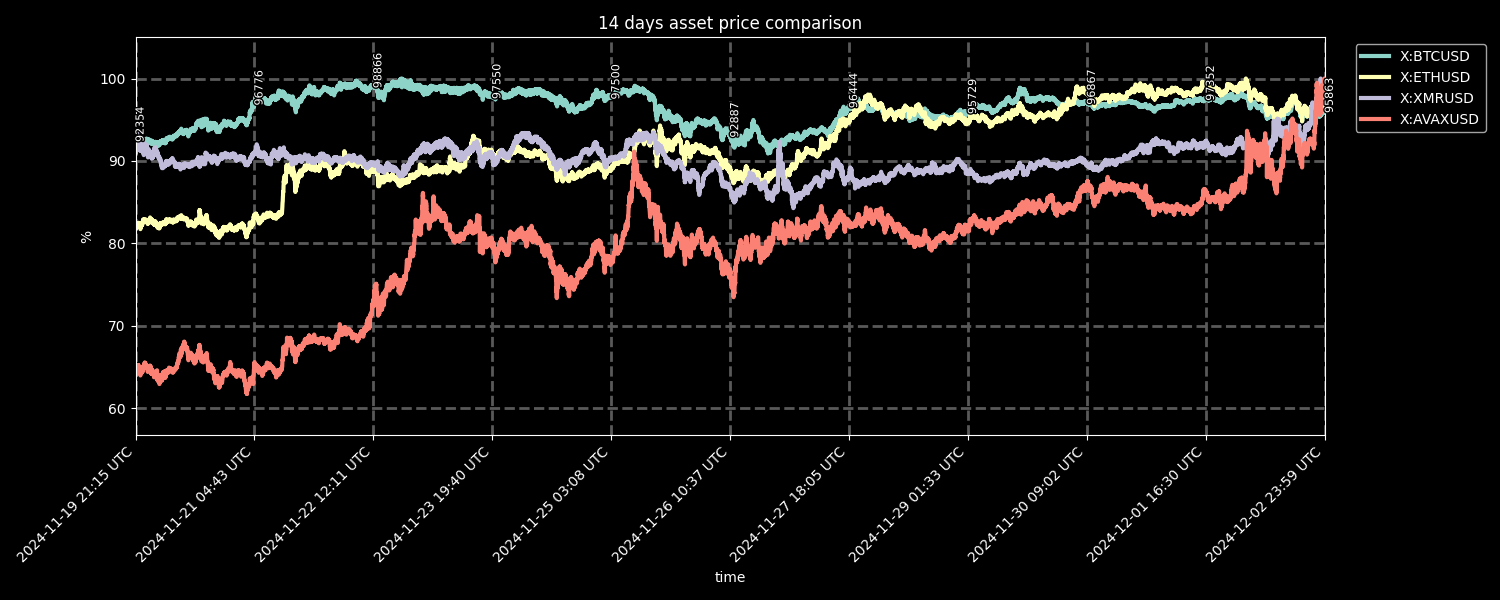 14 days asset price comparison
X:BTCUSD
X:ETHUSD
X:XMRUSD
X:AVAXUSD
100
90
80
70
60
%
92354
96776
98866
97550
97500
92887
96444
95729
96867
97352
95863
2024-11-19 21:15 UTC
2024-11-21 04:43 UTC
2024-11-22 12:11 UTC
2024-11-23 19:40 UTC
2024-11-25 03:08 UTC
2024-11-26 10:37 UTC
2024-11-27 18:05 UTC
2024-11-29 01:33 UTC
2024-11-30 09:02 UTC
2024-12-01 16:30 UTC
2024-12-02 23:59 UTC
time